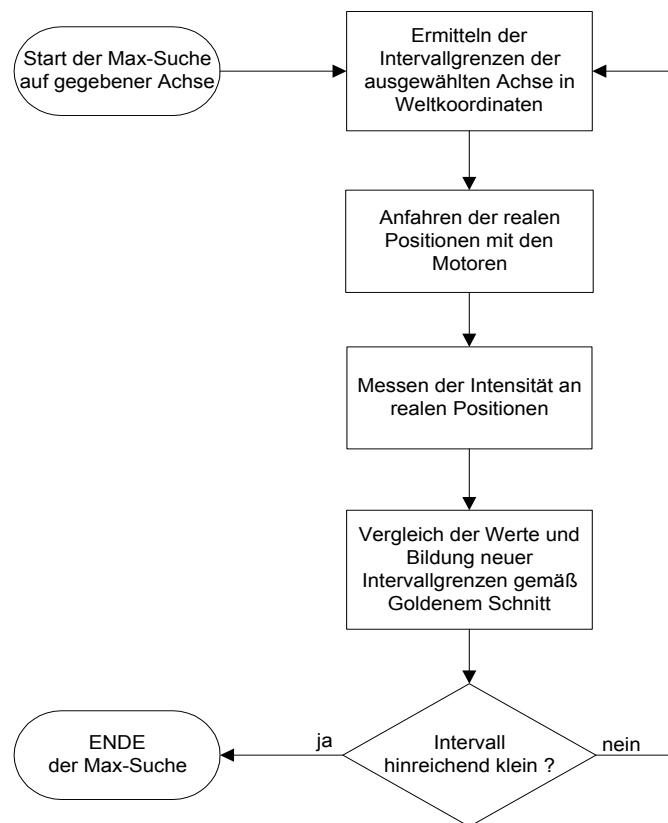 Start der Max-Suche
auf gegebener Achse
Ermitteln der
Intervallgrenzen der
ausgewählten Achse in
Weltkoordinaten
Anfahren der realen
Positionen mit den
Motoren
Messen der Intensität an
realen Positionen
Vergleich der Werte und
Bildung neuer
Intervallgrenzen gemäß
Goldenem Schnitt
Intervall
hinreichend klein ?
ja
nein
ENDE
der Max-Suche